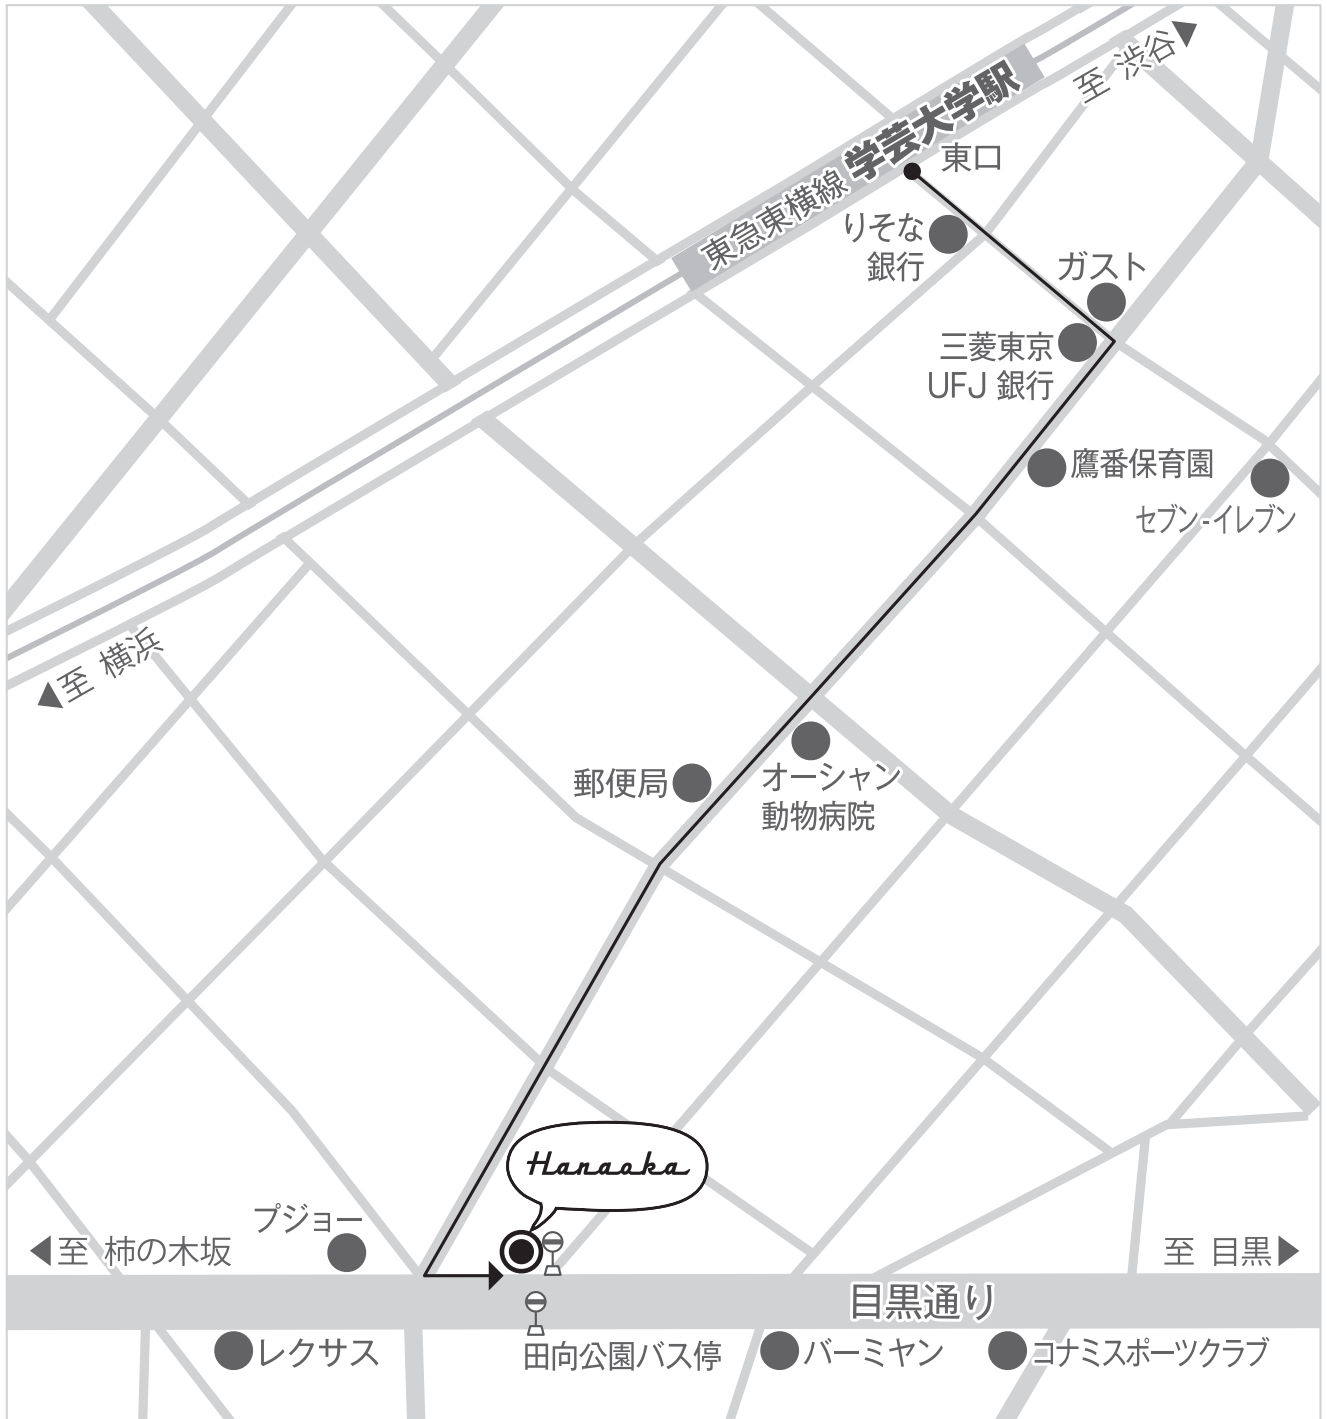 至 渋谷
学芸大学駅
東急東横線
東口
りそな
銀行
ガスト
三菱東京
UFJ 銀行
鷹番保育園
セブン-イレブン
至 横浜
郵便局
オーシャン
動物病院
Hanaoka
プジョー
至 柿の木坂
至 目黒
目黒通り
レクサス
田向公園バス停
バーミヤン
コナミスポーツクラブ